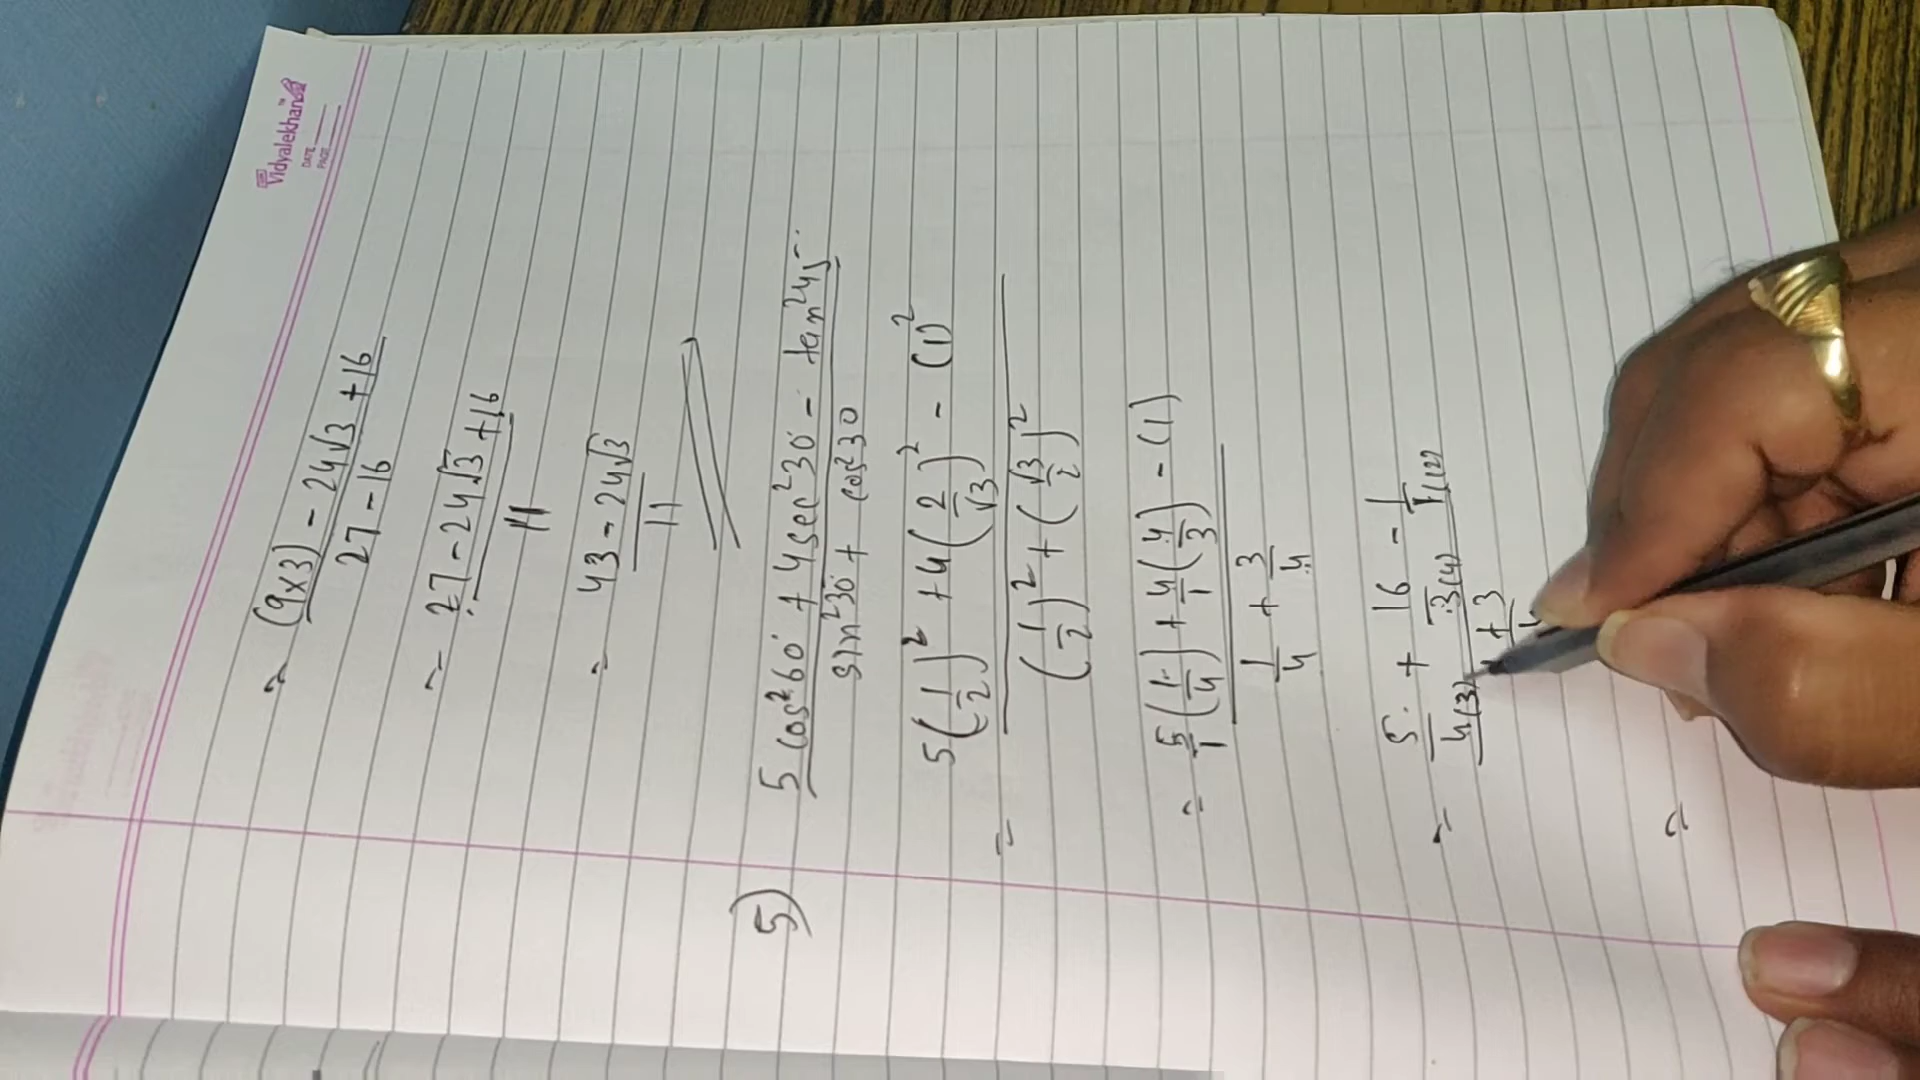 Vidyalekhan
DATE
PAGE
= (9x3) - 24√3 + 16
27 - 16
= 27 - 24√3 + 16
11
= 43 - 24√3
11
5) 5 cos²60° + 4 sec²30° - tan²45°
sin²30° + cos²30
= 5(1/2)² + 4(2/√3)² - (1)²
(1/2)² + (√3/2)²
= 5/1(1/4) + 4/1(4/3) - (1)
1/4 + 3/4
= 5/4(3) + 16/3(4) - 1/1(12)
+ 3
=